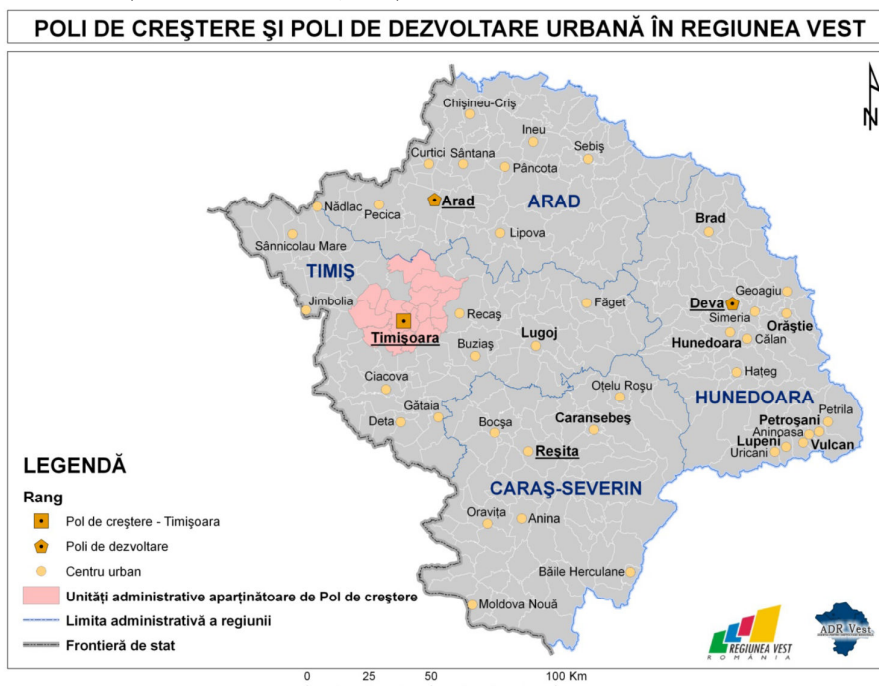 POLI DE CREŞTERE ŞI POLI DE DEZVOLTARE URBANĂ ÎN REGIUNEA VEST
N
Chişineu-Criş
Ineu
Sebiş
Curtici
Sântana
Pâncota
Nădlac
Pecica
Arad
ARAD
Lipova
Brad
Sânnicolau Mare
TIMIŞ
Jimbolia
Timişoara
Recaş
Buziaş
Lugoj
Făget
Geoagiu
Deva
Simeria
Orăştie
Hunedoara
Călan
Haţeg
HUNEDOARA
Ciacova
Gătaia
Deta
Oţelu Roşu
Bocşa
Caransebeş
Reşita
Petroşani
Petrila
Aninoasa
Lupeni
Vulcan
Uricani
CARAŞ-SEVERIN
Oraviţa
Anina
Băile Herculane
Moldova Nouă
LEGENDĂ
Rang
Pol de creştere - Timişoara
Poli de dezvoltare
Centru urban
Unităţi administrative aparţinătoare de Pol de creştere
Limita administrativă a regiunii
Frontieră de stat
REGIUNEA VEST
ROMÂNIA
ADR Vest
0 25 50 100 Km